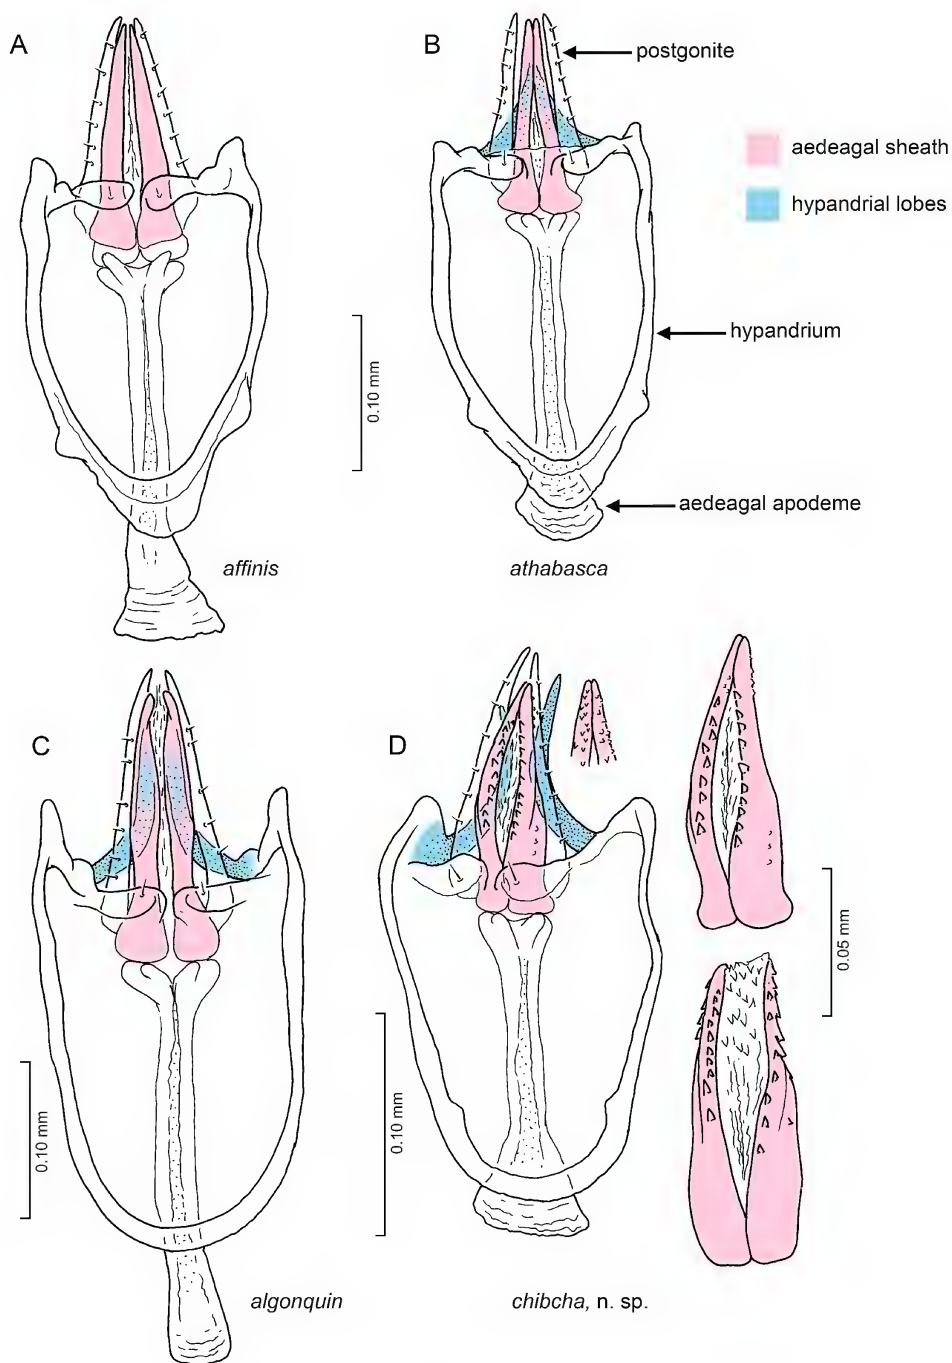 A
B
postgonite
aedeagal sheath
hypandrial lobes
hypandrium
0.10 mm
aedeagal apodeme
affinis
athabasca
C
D
0.05 mm
0.10 mm
0.10 mm
algonquin
chibcha, n. sp.